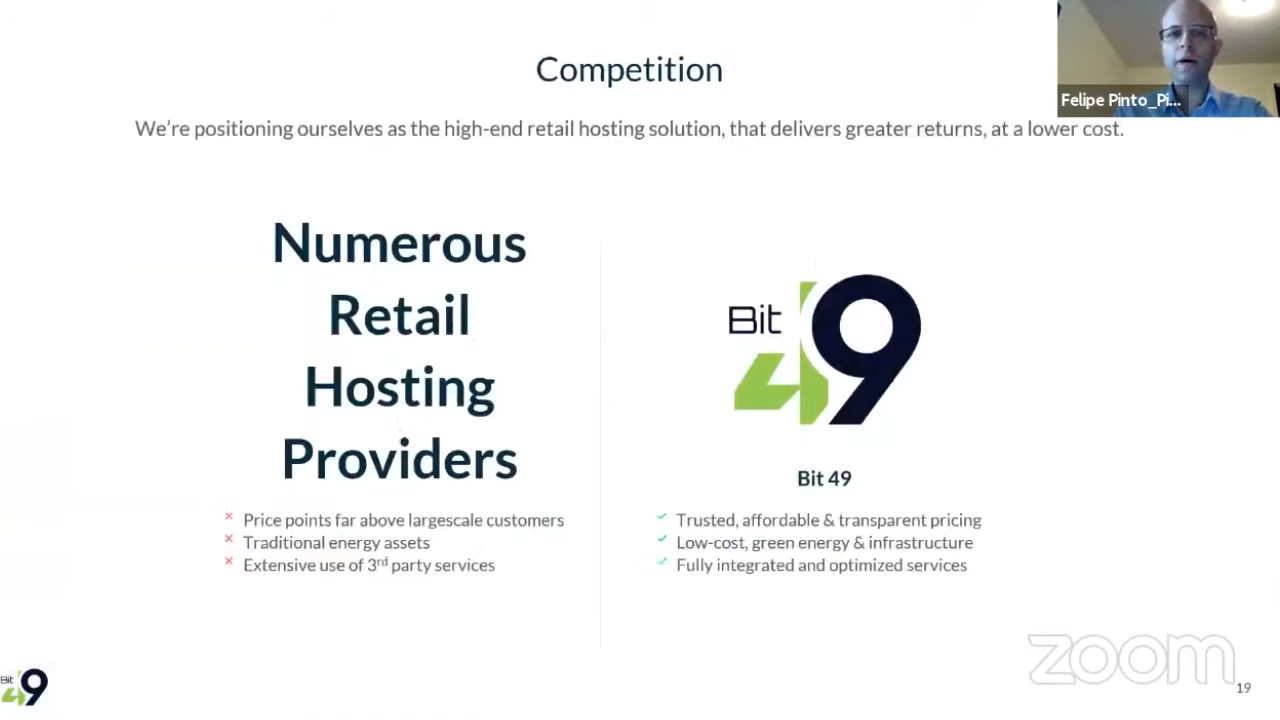 Competition
Felipe Pinto_Pi...
We're positioning ourselves as the high-end retail hosting solution, that delivers greater returns, at a lower cost.
Numerous
Retail
Hosting
Providers
Price points far above largescale customers
Traditional energy assets
Extensive use of 3rd party services
Bit
49
Bit 49
Trusted, affordable & transparent pricing
Low-cost, green energy & infrastructure
Fully integrated and optimized services
Bit
49
zoom
19